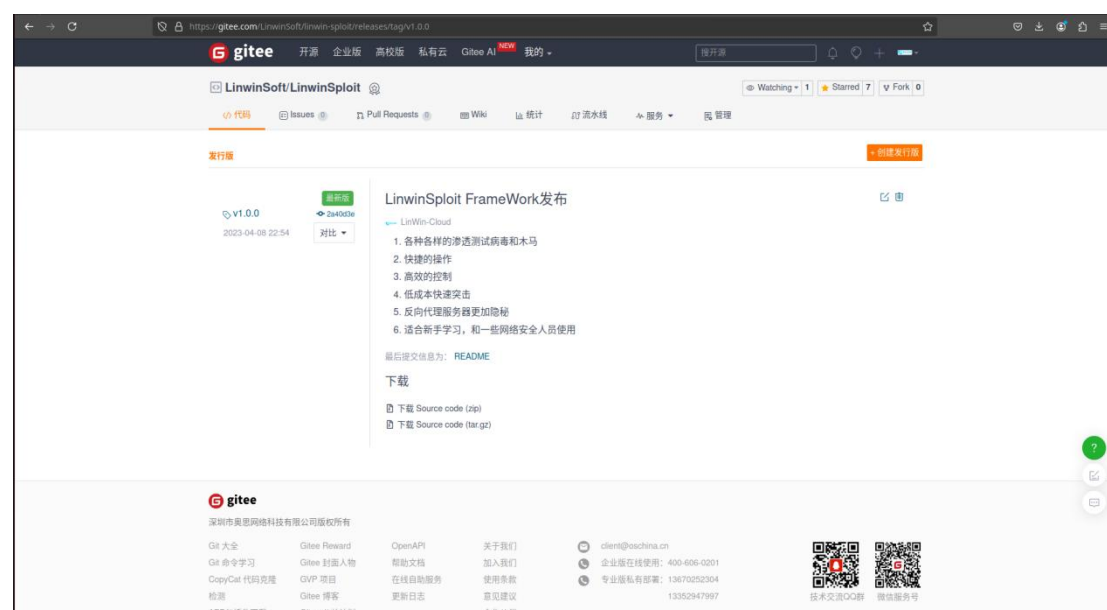 https://gitee.com/LinwinSoft/linwin-sploit/releases/tag/v1.0.0
gitee 开源 企业版 高校版 私有云 Gitee AI NEW 我的 搜开源
LinwinSoft/LinwinSploit Watching 1 Starred 7 Fork 0
代码 Issues 0 Pull Requests 0 Wiki 统计 流水线 服务 管理
发行版 + 创建发行版
最新版 LinwinSploit FrameWork发布
v1.0.0 2a40d3e LinWin-Cloud
2023-04-08 22:54 对比
1. 各种各样的渗透测试病毒和木马
2. 快捷的操作
3. 高效的控制
4. 低成本快速突击
5. 反向代理服务器更加隐秘
6. 适合新手学习，和一些网络安全人员使用
最后提交信息为： README
下载
下载 Source code (zip)
下载 Source code (tar.gz)
?
gitee
深圳市奥思网络科技有限公司版权所有
Git 大全 Gitee Reward OpenAPI 关于我们 client@oschina.cn
Git 命令学习 Gitee 封面人物 帮助文档 加入我们 企业版在线使用：400-606-0201
CopyCat 代码克隆 GVP 项目 在线自助服务 使用条款 专业版私有部署：13670252304
检测 Gitee 博客 更新日志 意见建议 13352947997
技术交流QQ群 微信服务号